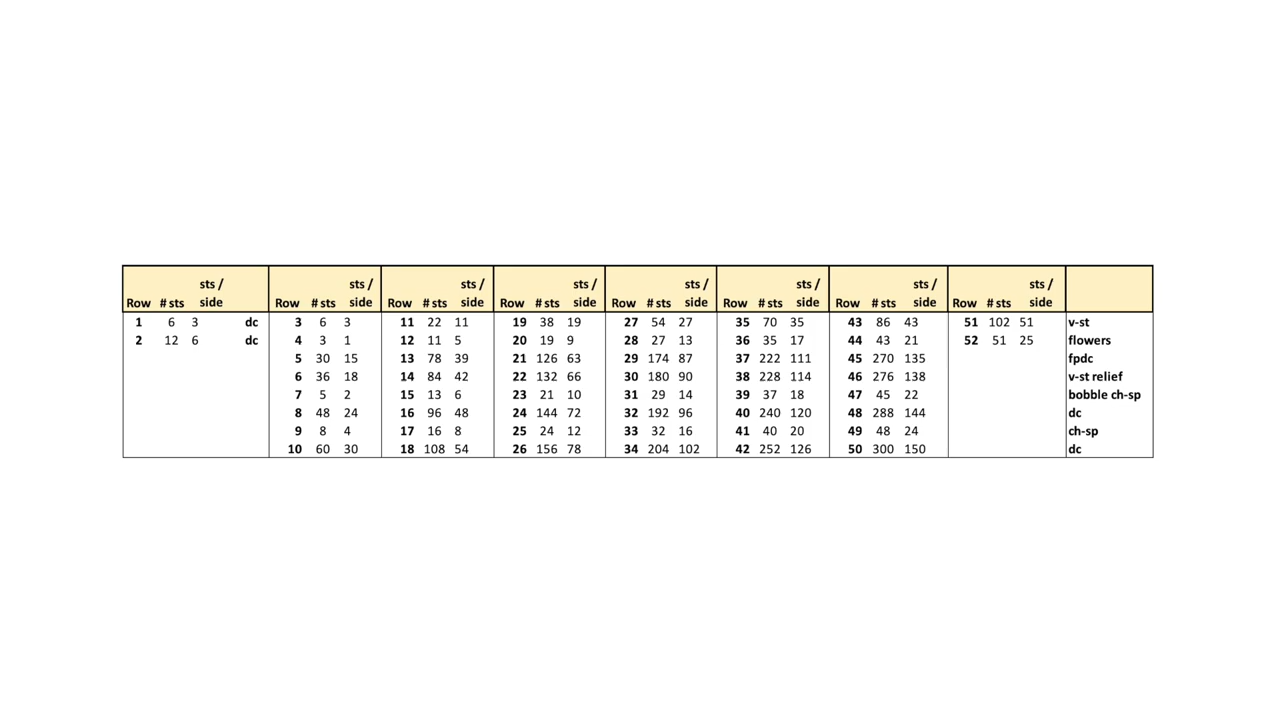 sts / sts / sts / sts / sts / sts / sts / sts /
Row # sts side Row # sts side Row # sts side Row # sts side Row # sts side Row # sts side Row # sts side Row # sts side
1 6 3 dc 3 6 3 11 22 11 19 38 19 27 54 27 35 70 35 43 86 43 51 102 51 v-st
2 12 6 dc 4 3 1 12 11 5 20 19 9 28 27 13 36 35 17 44 43 21 52 51 25 flowers
5 30 15 13 78 39 21 126 63 29 174 87 37 222 111 45 270 135 fpdc
6 36 18 14 84 42 22 132 66 30 180 90 38 228 114 46 276 138 v-st relief
7 5 2 15 13 6 23 21 10 31 29 14 39 37 18 47 45 22 bobble ch-sp
8 48 24 16 96 48 24 144 72 32 192 96 40 240 120 48 288 144 dc
9 8 4 17 16 8 25 24 12 33 32 16 41 40 20 49 48 24 ch-sp
10 60 30 18 108 54 26 156 78 34 204 102 42 252 126 50 300 150 dc